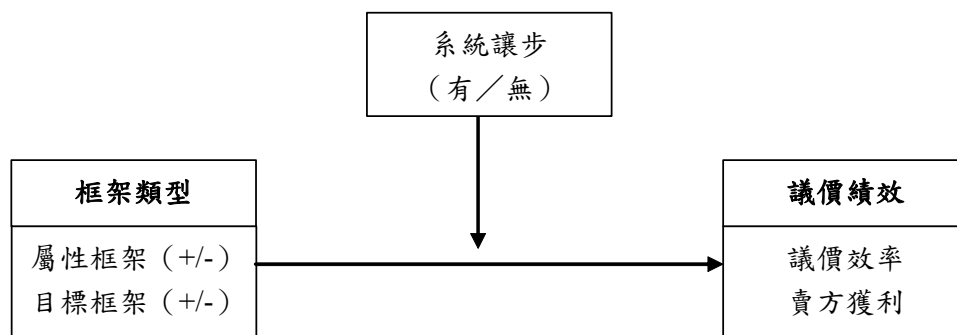 系統讓步
（有／無）
框架類型
屬性框架（+/-）
目標框架（+/-）
議價績效
議價效率
賣方獲利